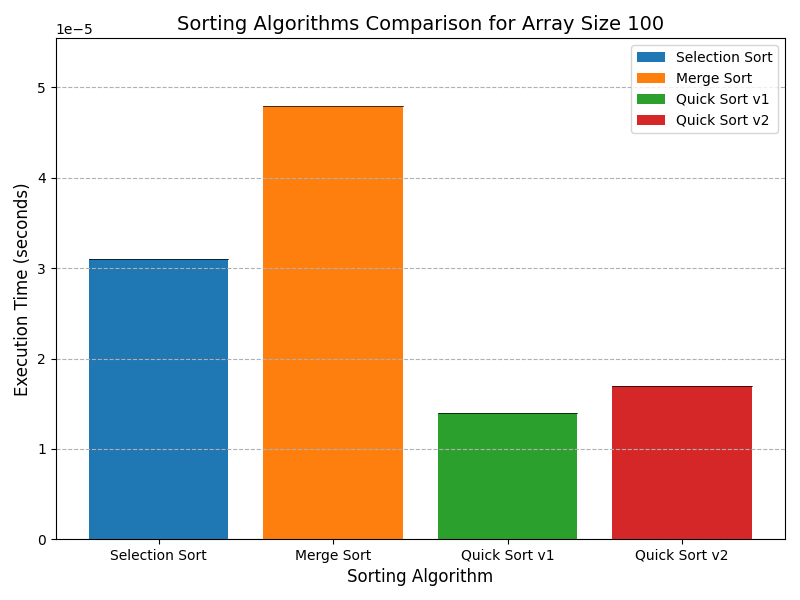 Sorting Algorithms Comparison for Array Size 100
1e−5
Selection Sort
Merge Sort
Quick Sort v1
Quick Sort v2
5
4
3
2
1
0
Execution Time (seconds)
Selection Sort
Merge Sort
Quick Sort v1
Quick Sort v2
Sorting Algorithm